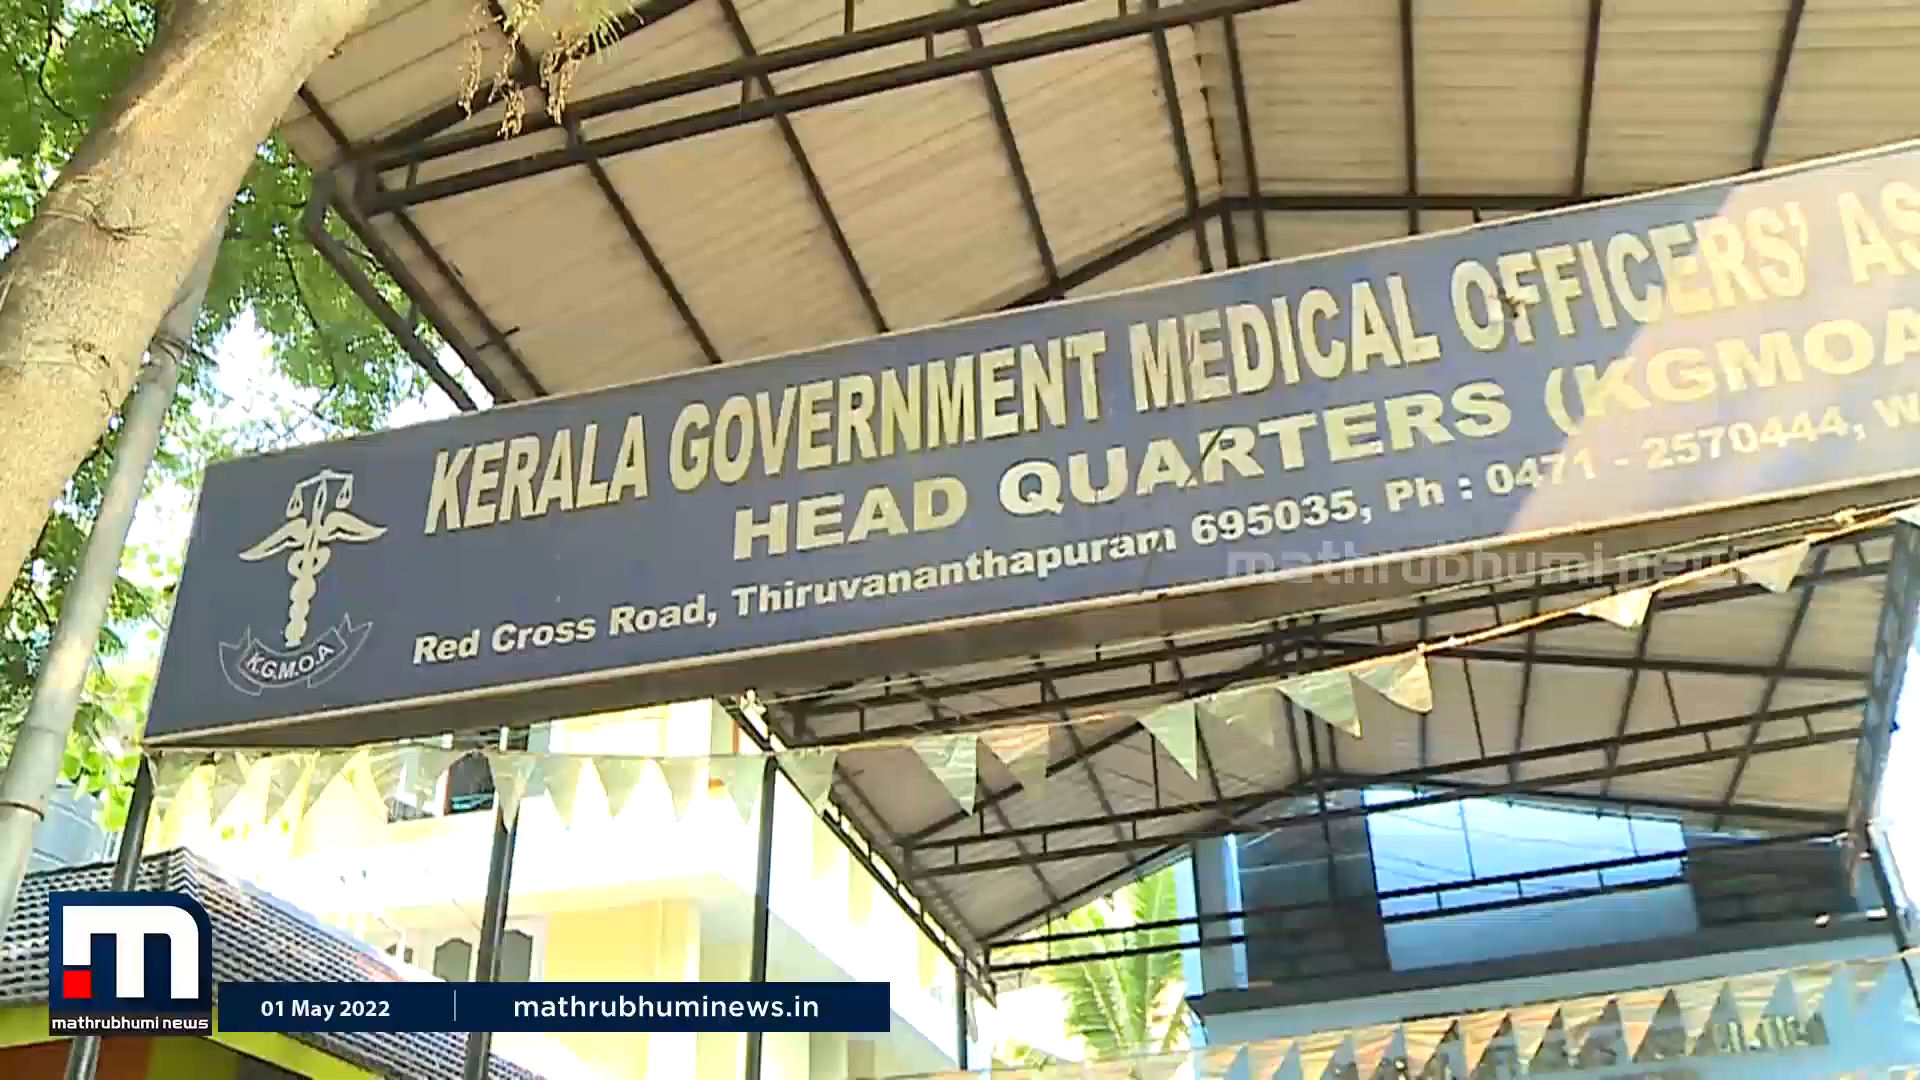 KERALA GOVERNMENT MEDICAL OFFICERS' AS
HEAD QUARTERS (KGMOA
Red Cross Road, Thiruvananthapuram 695035, Ph : 0471 - 2570444, W
K.G.M.O.A
mathrubhumi news
mathrubhumi news
01 May 2022
mathrubhuminews.in